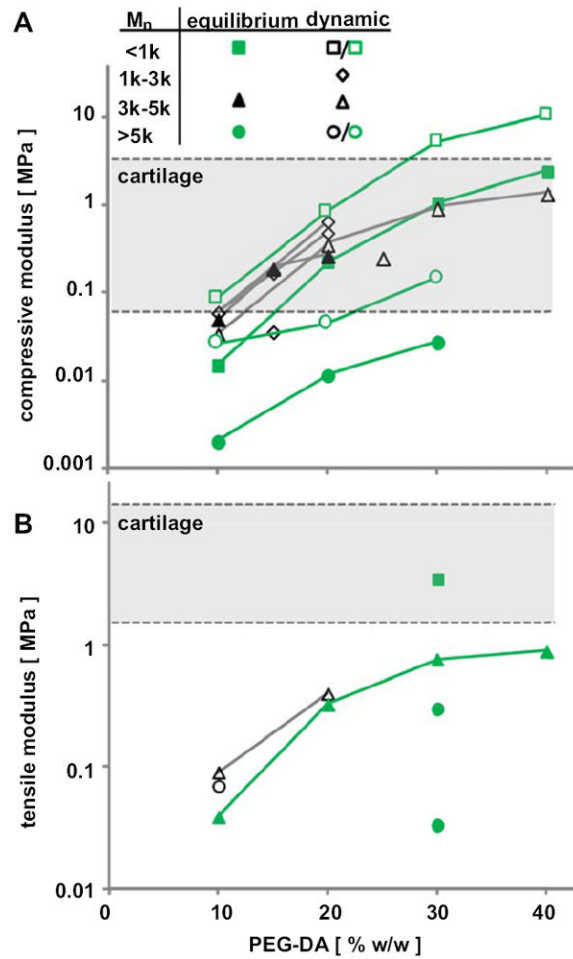 A
Mn equilibrium dynamic
<1k /
1k-3k
3k-5k
>5k /
10
1
0.1
0.01
0.001
compressive modulus [ MPa ]
cartilage
B
10
1
0.1
0.01
tensile modulus [ MPa ]
cartilage
0 10 20 30 40
PEG-DA [ % w/w ]